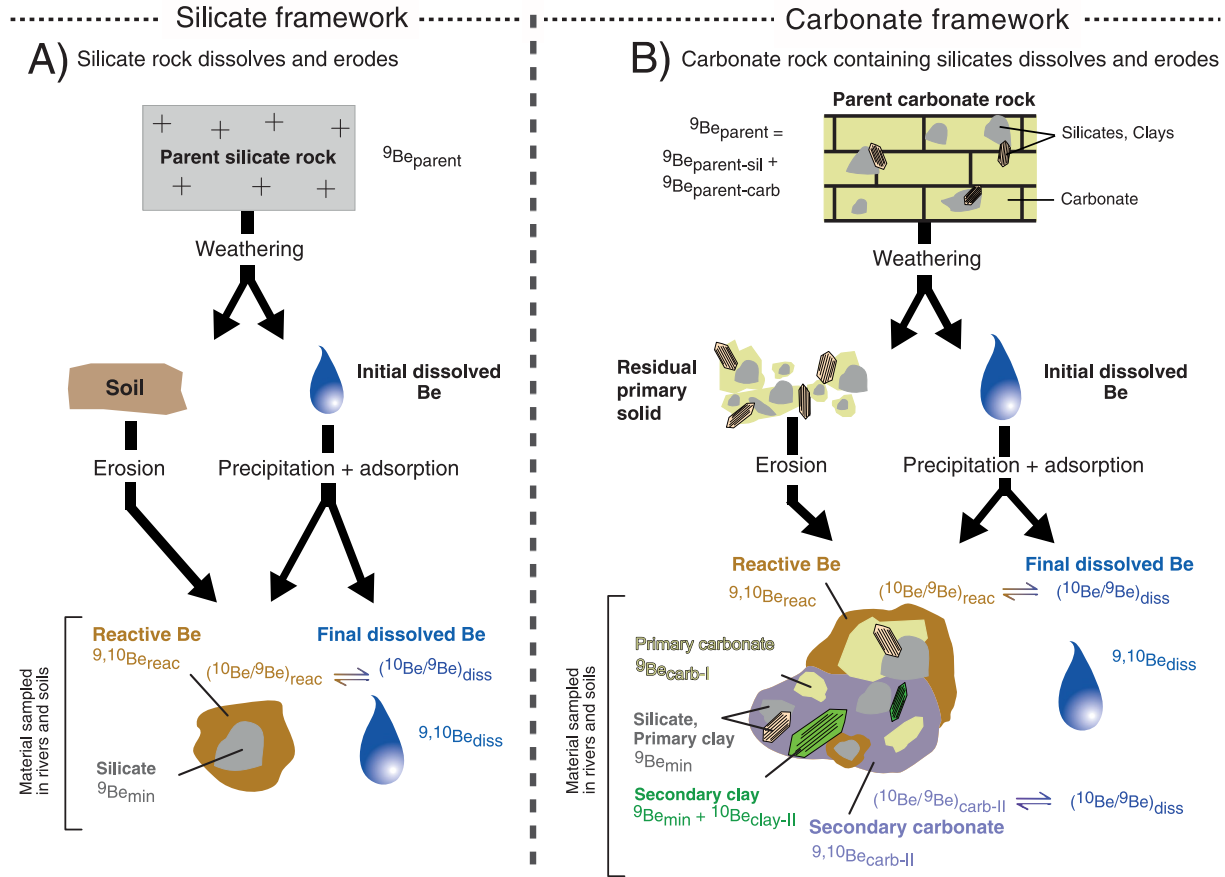 Silicate framework
A) Silicate rock dissolves and erodes
Parent silicate rock
⁹Beparent
Weathering
Soil
Initial dissolved
Be
Erosion
Precipitation + adsorption
Material sampled
in rivers and soils
Reactive Be
9,10Bereac
(¹⁰Be/⁹Be)reac
Final dissolved Be
(¹⁰Be/⁹Be)diss
9,10Bediss
Silicate
⁹Bemin
Carbonate framework
B) Carbonate rock containing silicates dissolves and erodes
Parent carbonate rock
⁹Beparent =
⁹Beparent-sil +
⁹Beparent-carb
Silicates, Clays
Carbonate
Weathering
Residual
primary
solid
Initial dissolved
Be
Erosion
Precipitation + adsorption
Material sampled
in rivers and soils
Reactive Be
9,10Bereac
(¹⁰Be/⁹Be)reac
Final dissolved Be
(¹⁰Be/⁹Be)diss
Primary carbonate
⁹Becarb-I
9,10Bediss
Silicate,
Primary clay
⁹Bemin
Secondary clay
⁹Bemin + ¹⁰Beclay-II
(¹⁰Be/⁹Be)carb-II
(¹⁰Be/⁹Be)diss
Secondary carbonate
9,10Becarb-II